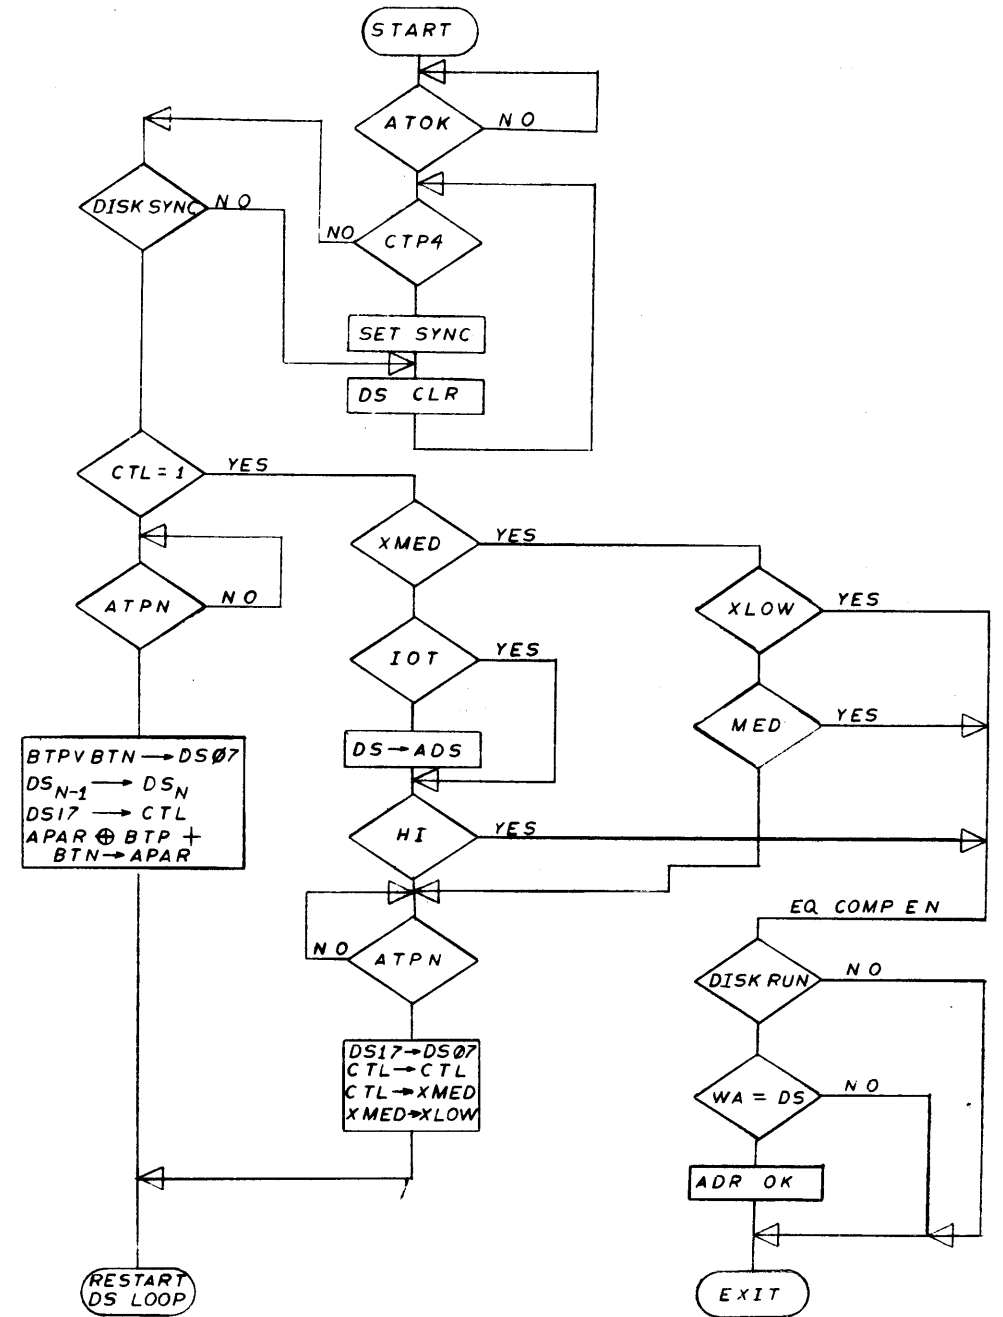 START
ATOK
NO
DISK SYNC
NO
NO
CTP4
SET SYNC
DS CLR
CTL = 1
YES
XMED
YES
ATPN
NO
XLOW
YES
IOT
YES
MED
YES
DS→ADS
BTPVBTN→DSØ7
DS N-1 → DS N
DS17 → CTL
APAR ⊕ BTP +
BTN→APAR
HI
YES
EQ COMP EN
NO
ATPN
DISK RUN
NO
DS17→DSØ7
CTL→CTL
CTL→XMED
XMED→XLOW
WA = DS
NO
ADR OK
RESTART
DS LOOP
EXIT